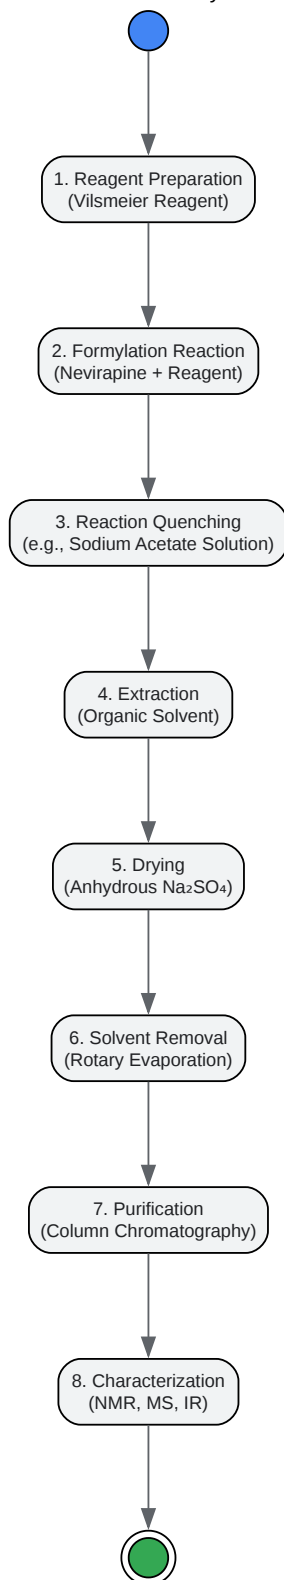 1. Reagent Preparation
(Vilsmeier Reagent)
2. Formylation Reaction
(Nevirapine + Reagent)
3. Reaction Quenching
(e.g., Sodium Acetate Solution)
4. Extraction
(Organic Solvent)
5. Drying
(Anhydrous Na₂SO₄)
6. Solvent Removal
(Rotary Evaporation)
7. Purification
(Column Chromatography)
8. Characterization
(NMR, MS, IR)